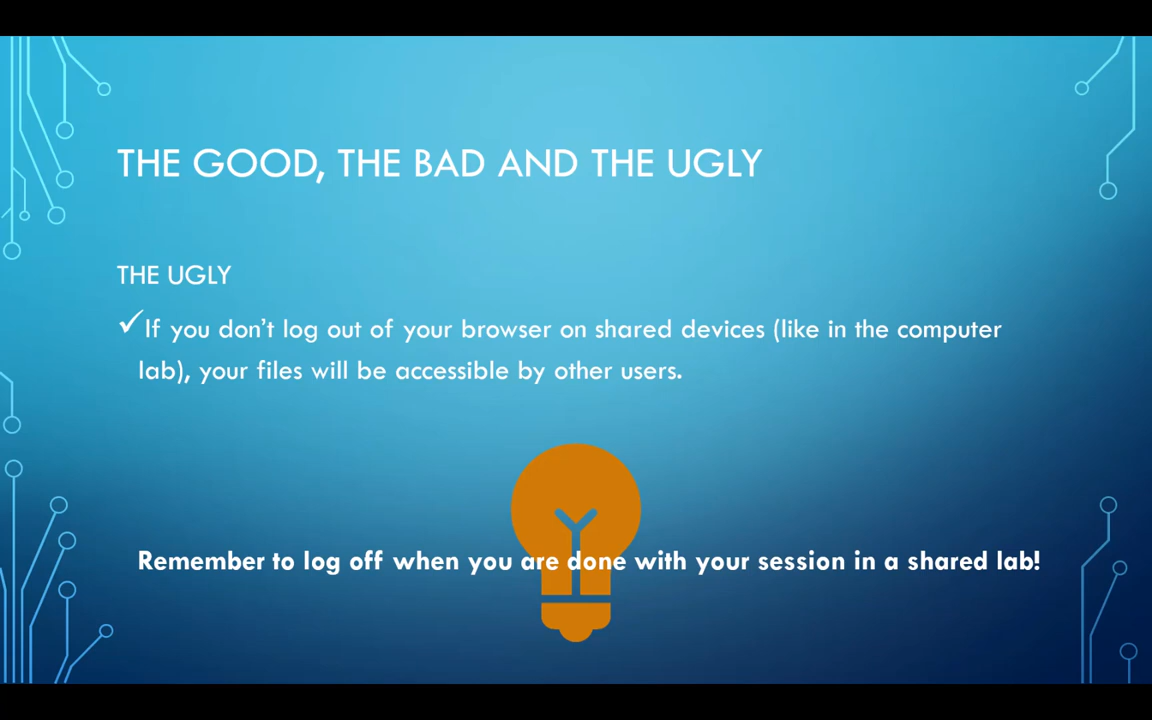 THE GOOD, THE BAD AND THE UGLY
THE UGLY
✓If you don't log out of your browser on shared devices (like in the computer
lab), your files will be accessible by other users.
Remember to log off when you are done with your session in a shared lab!